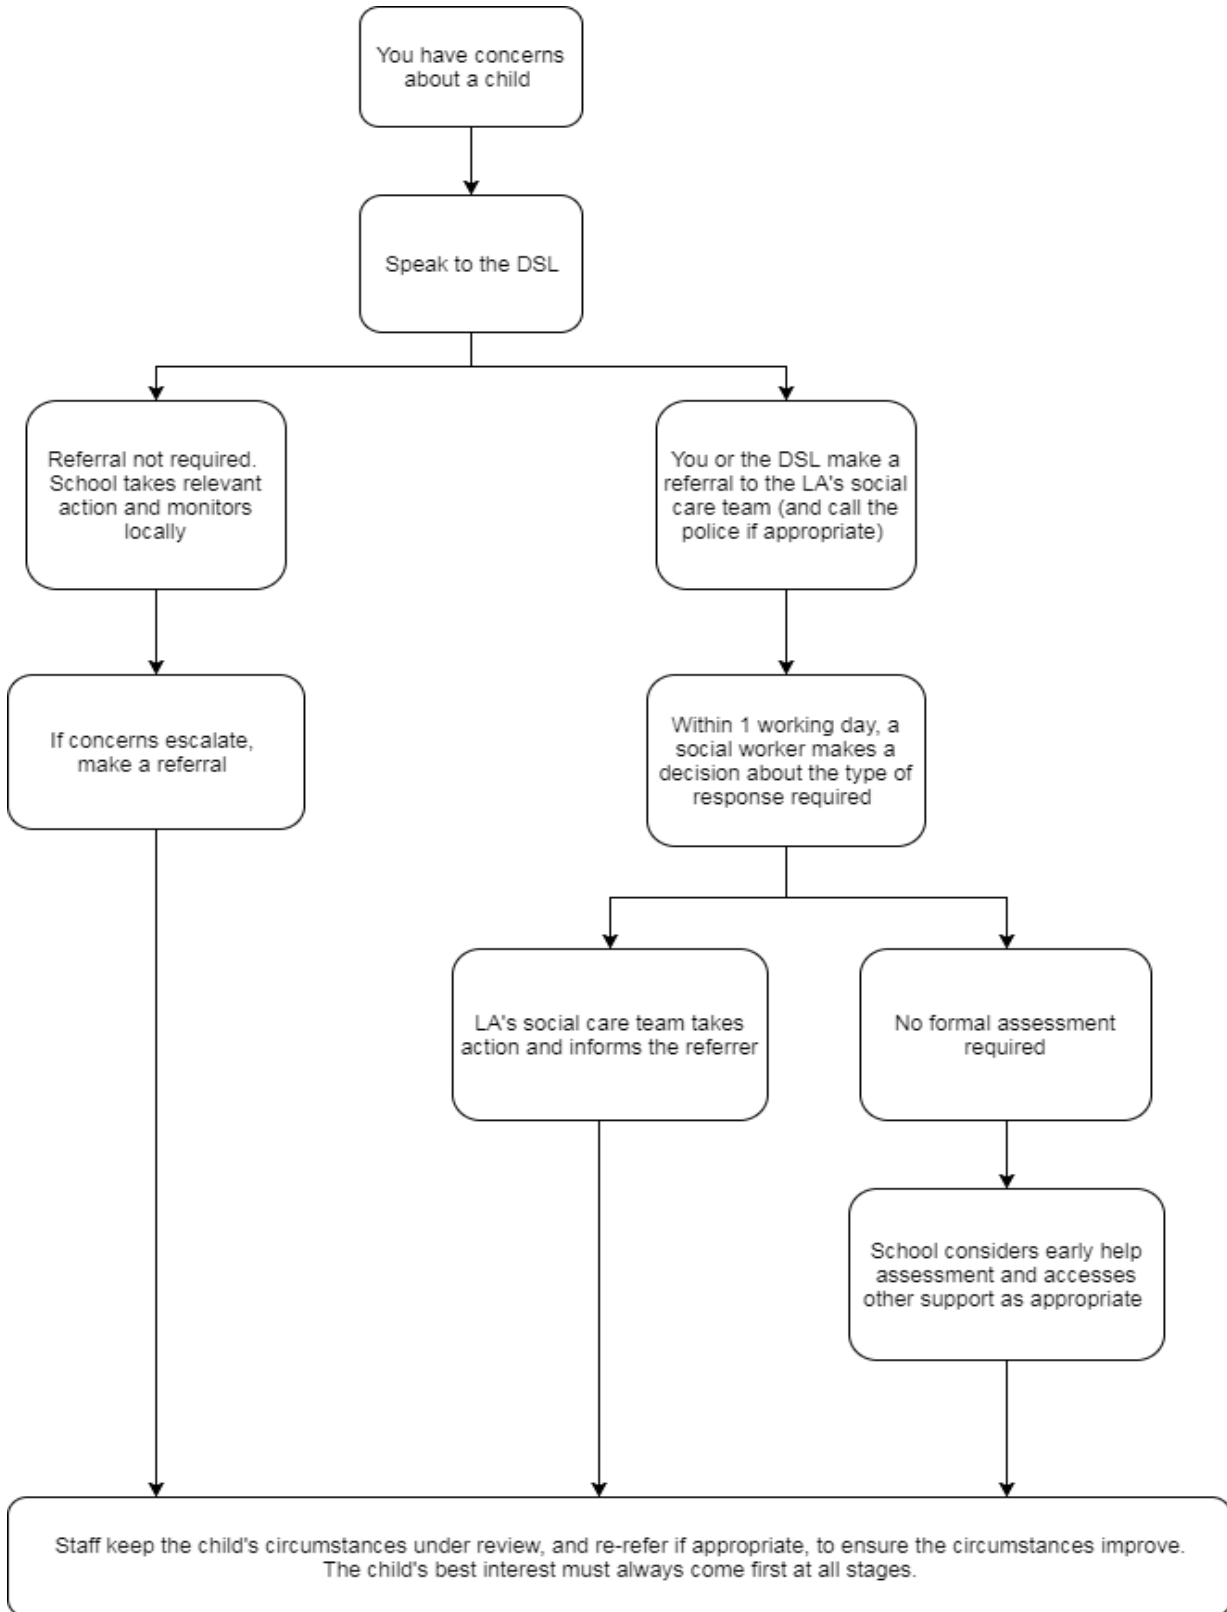 You have concerns
about a child
Speak to the DSL
Referral not required.
School takes relevant
action and monitors
locally
You or the DSL make a
referral to the LA's social
care team (and call the
police if appropriate)
If concerns escalate,
make a referral
Within 1 working day, a
social worker makes a
decision about the type of
response required
LA's social care team takes
action and informs the referrer
No formal assessment
required
School considers early help
assessment and accesses
other support as appropriate
Staff keep the child's circumstances under review, and re-refer if appropriate, to ensure the circumstances improve.
The child's best interest must always come first at all stages.